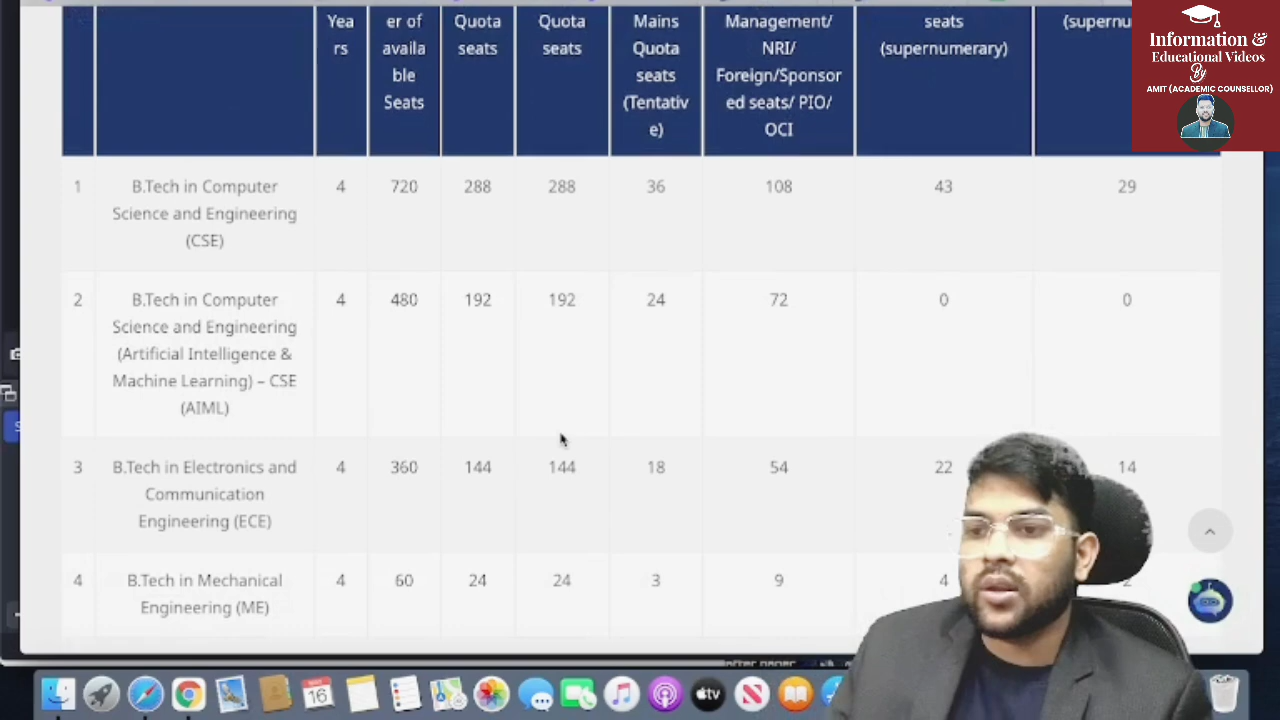 Yea
rs
er of
availa
ble
Seats
Quota
seats
Quota
seats
Mains
Quota
seats
(Tentativ
e)
Management/
NRI/
Foreign/Sponsor
ed seats/ PIO/
OCI
seats
(supernumerary)
(supernu
Information &
Educational Videos
By
AMIT (ACADEMIC COUNSELLOR)
1 B.Tech in Computer 4 720 288 288 36 108 43 29
Science and Engineering
(CSE)
2 B.Tech in Computer 4 480 192 192 24 72 0 0
Science and Engineering
(Artificial Intelligence &
Machine Learning) – CSE
(AIML)
3 B.Tech in Electronics and 4 360 144 144 18 54 22 14
Communication
Engineering (ECE)
4 B.Tech in Mechanical 4 60 24 24 3 9 4 2
Engineering (ME)
16
tv